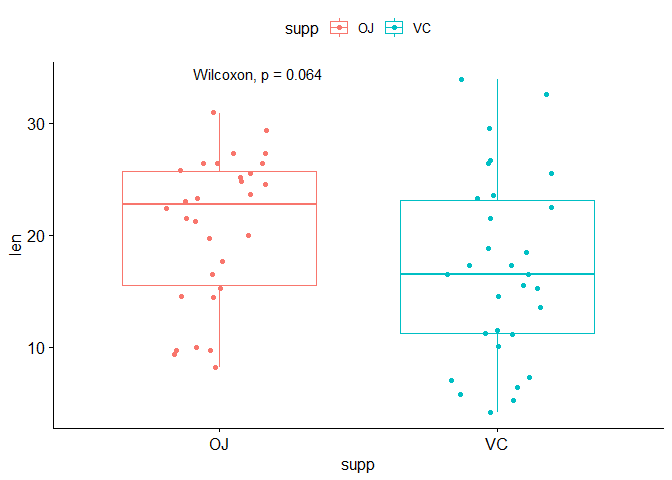 supp OJ VC
Wilcoxon, p = 0.064
30
20
10
len
OJ VC
supp